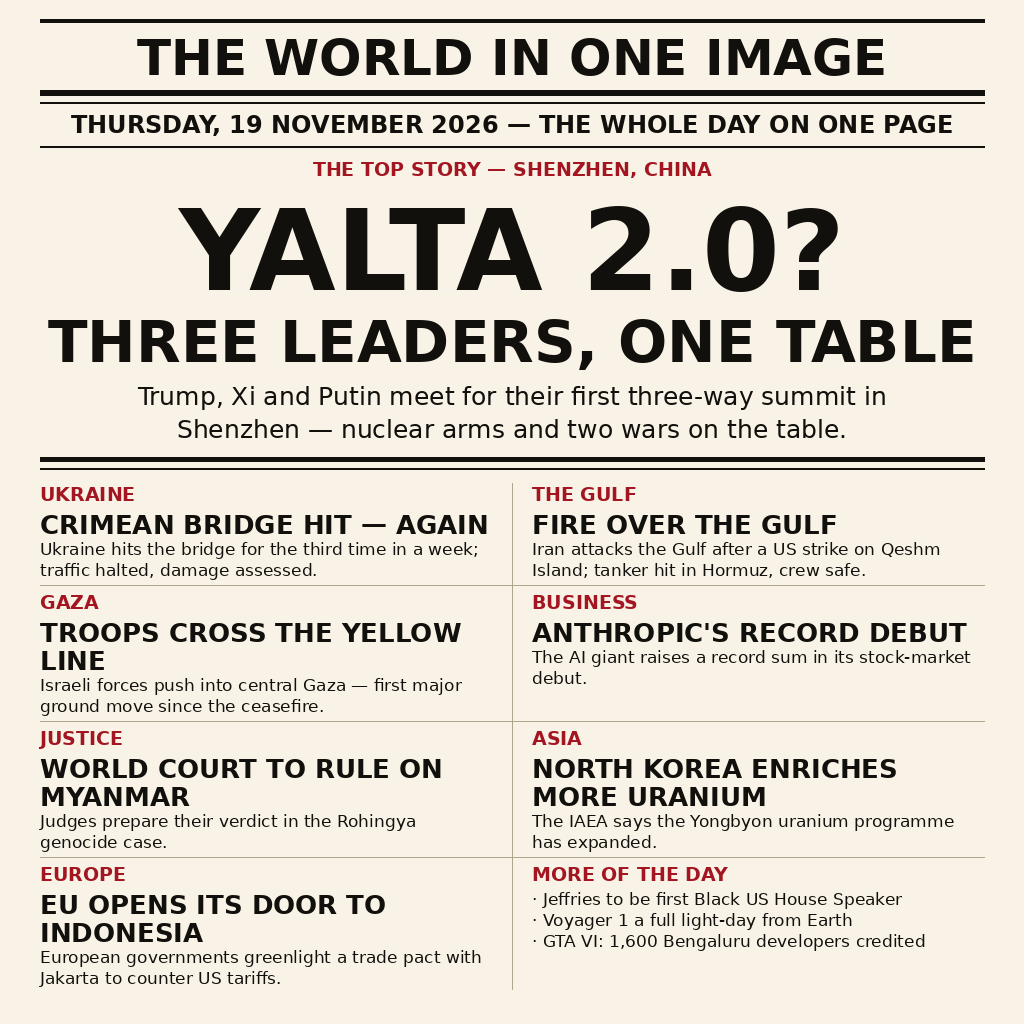 THE WORLD IN ONE IMAGE
THURSDAY, 19 NOVEMBER 2026 — THE WHOLE DAY ON ONE PAGE
THE TOP STORY — SHENZHEN, CHINA
YALTA 2.0?
THREE LEADERS, ONE TABLE
Trump, Xi and Putin meet for their first three-way summit in
Shenzhen — nuclear arms and two wars on the table.
UKRAINE
CRIMEAN BRIDGE HIT — AGAIN
Ukraine hits the bridge for the third time in a week;
traffic halted, damage assessed.
THE GULF
FIRE OVER THE GULF
Iran attacks the Gulf after a US strike on Qeshm
Island; tanker hit in Hormuz, crew safe.
GAZA
TROOPS CROSS THE YELLOW
LINE
Israeli forces push into central Gaza — first major
ground move since the ceasefire.
BUSINESS
ANTHROPIC'S RECORD DEBUT
The AI giant raises a record sum in its stock-market
debut.
JUSTICE
WORLD COURT TO RULE ON
MYANMAR
Judges prepare their verdict in the Rohingya
genocide case.
ASIA
NORTH KOREA ENRICHES
MORE URANIUM
The IAEA says the Yongbyon uranium programme
has expanded.
EUROPE
EU OPENS ITS DOOR TO
INDONESIA
European governments greenlight a trade pact with
Jakarta to counter US tariffs.
MORE OF THE DAY
· Jeffries to be first Black US House Speaker
· Voyager 1 a full light-day from Earth
· GTA VI: 1,600 Bengaluru developers credited